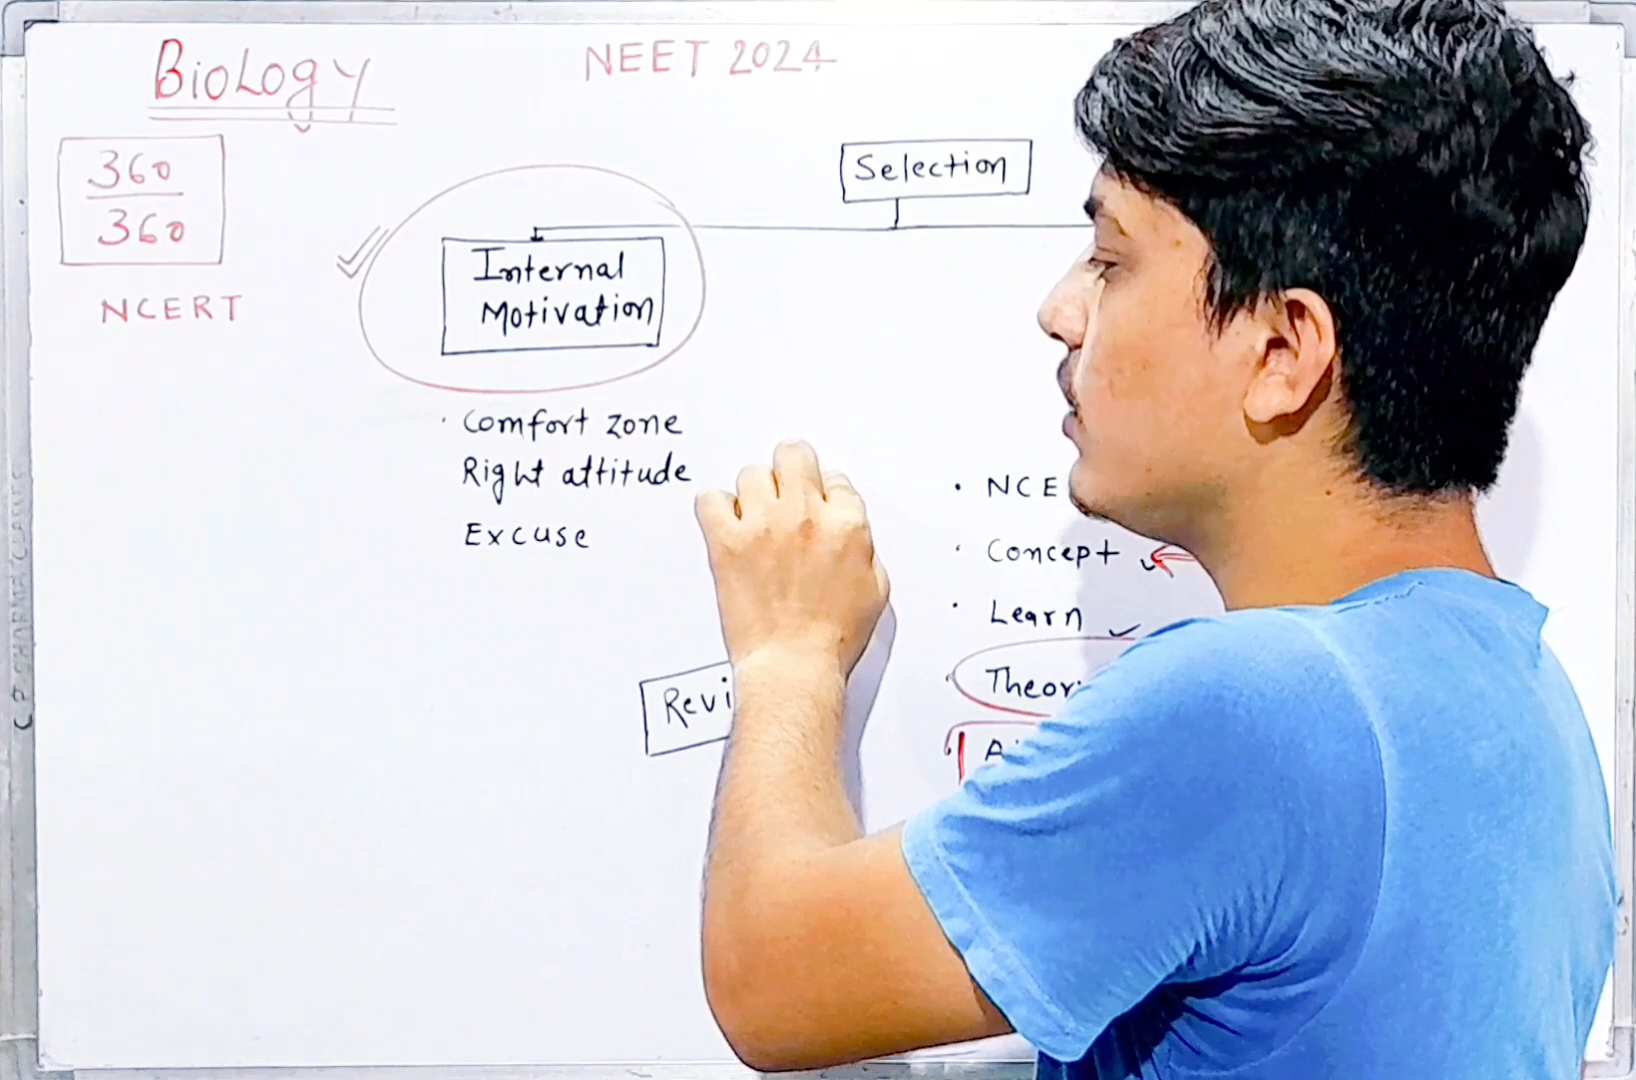 Biology
NEET 2024
360
360
NCERT
Selection
Internal
Motivation
Comfort zone
Right attitude
Excuse
• NCE
• Concept
• Learn
Theor
Revi
A